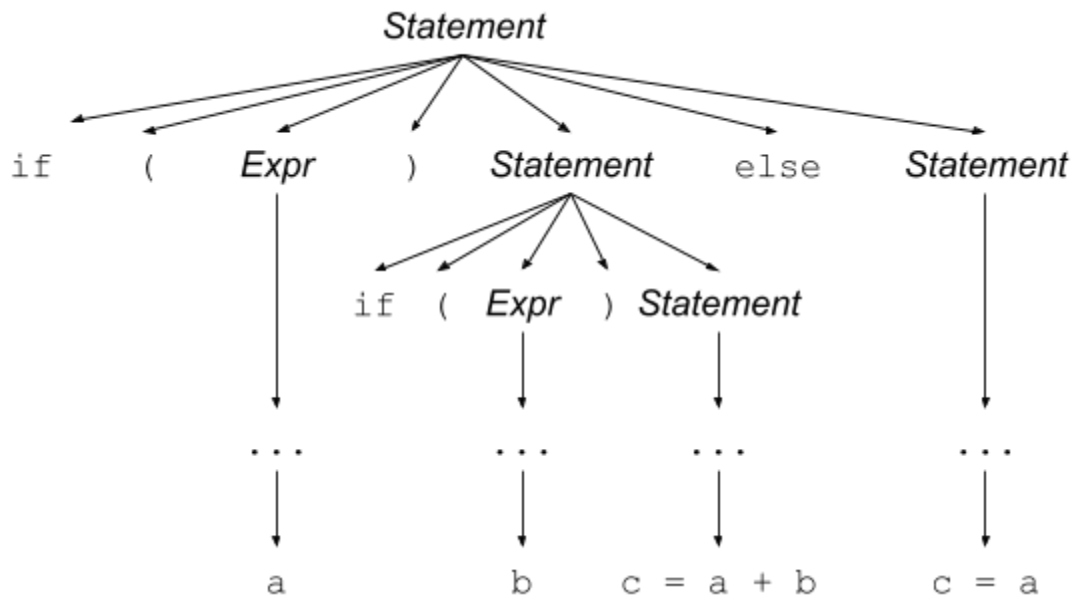 Statement
if ( Expr ) Statement else Statement
if ( Expr ) Statement
... ... ... ...
a b c = a + b c = a